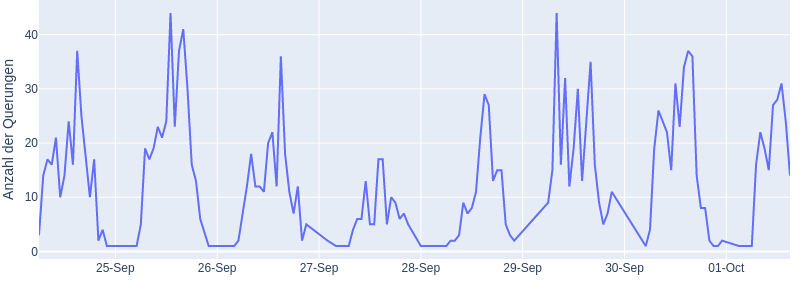 Anzahl der Querungen
40
30
20
10
0
25-Sep
26-Sep
27-Sep
28-Sep
29-Sep
30-Sep
01-Oct